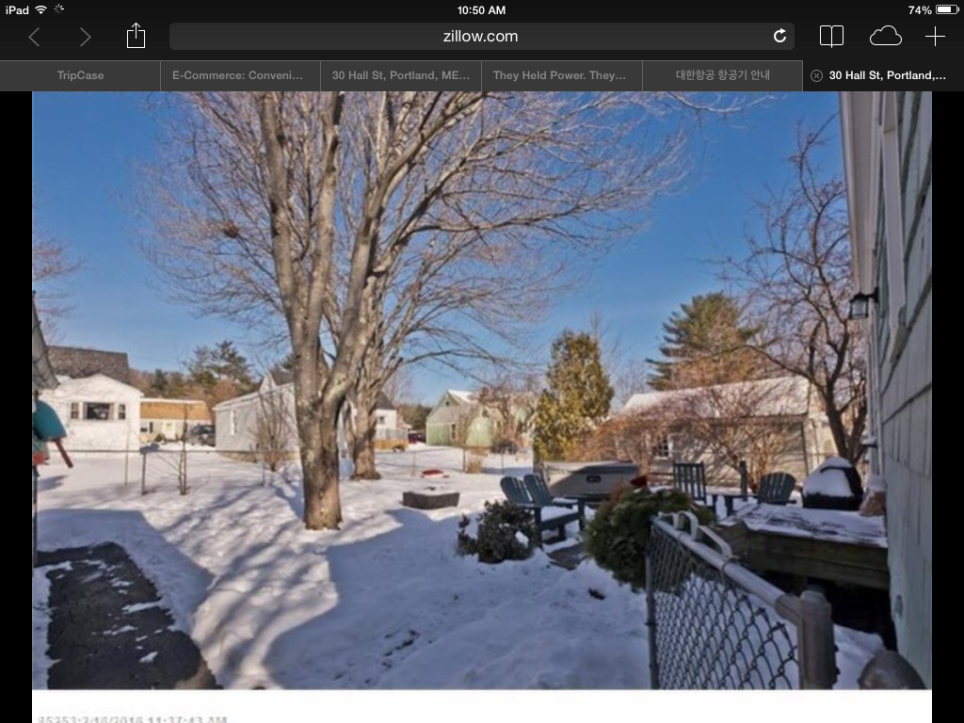 iPad
10:50 AM
74%
zillow.com
TripCase
E-Commerce: Conveni...
30 Hall St, Portland, ME...
They Held Power. They...
대한항공 항공기 안내
30 Hall St, Portland,...